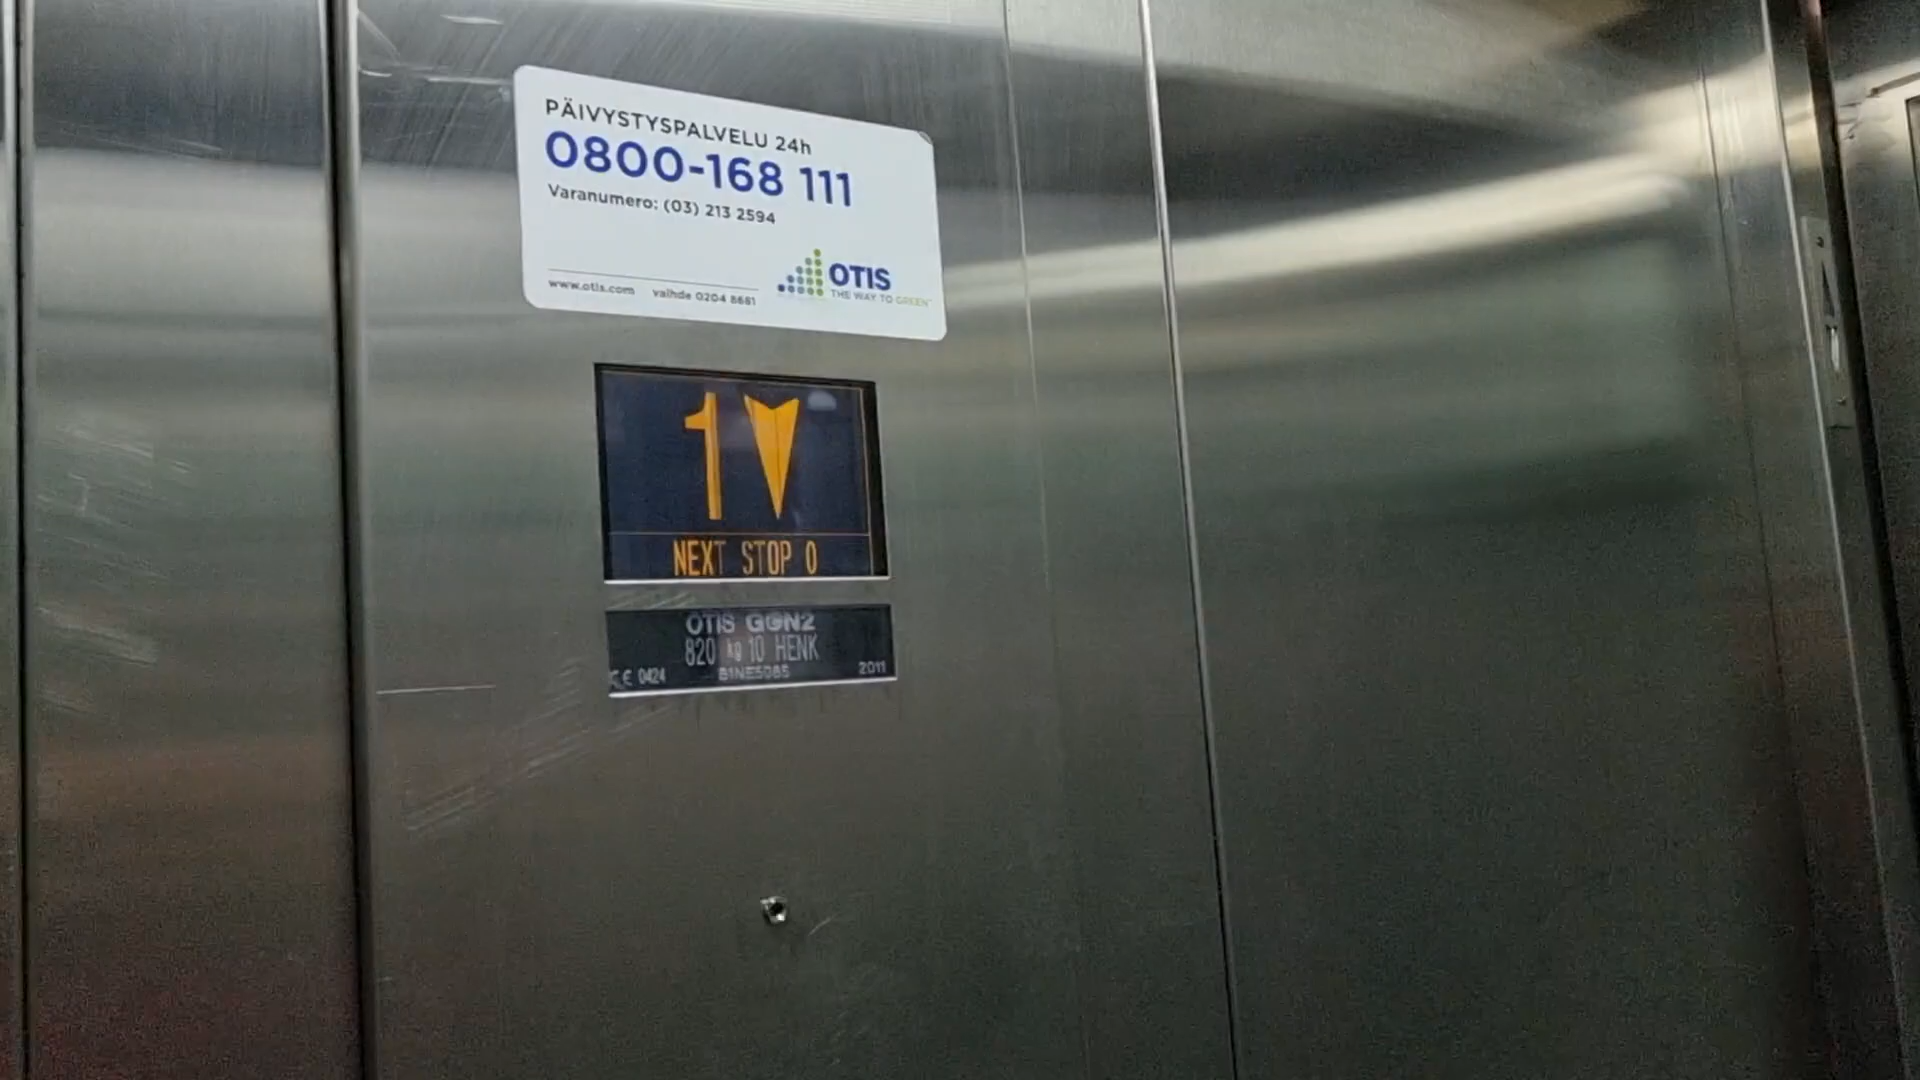 PÄIVYSTYSPALVELU 24h
0800-168 111
Varanumero: (03) 213 2594
www.otis.com vaihde 0204 8661
OTIS
THE WAY TO GREEN
1
NEXT STOP 0
OTIS GEN2
820 kg 10 HENK
CE 0424 2011